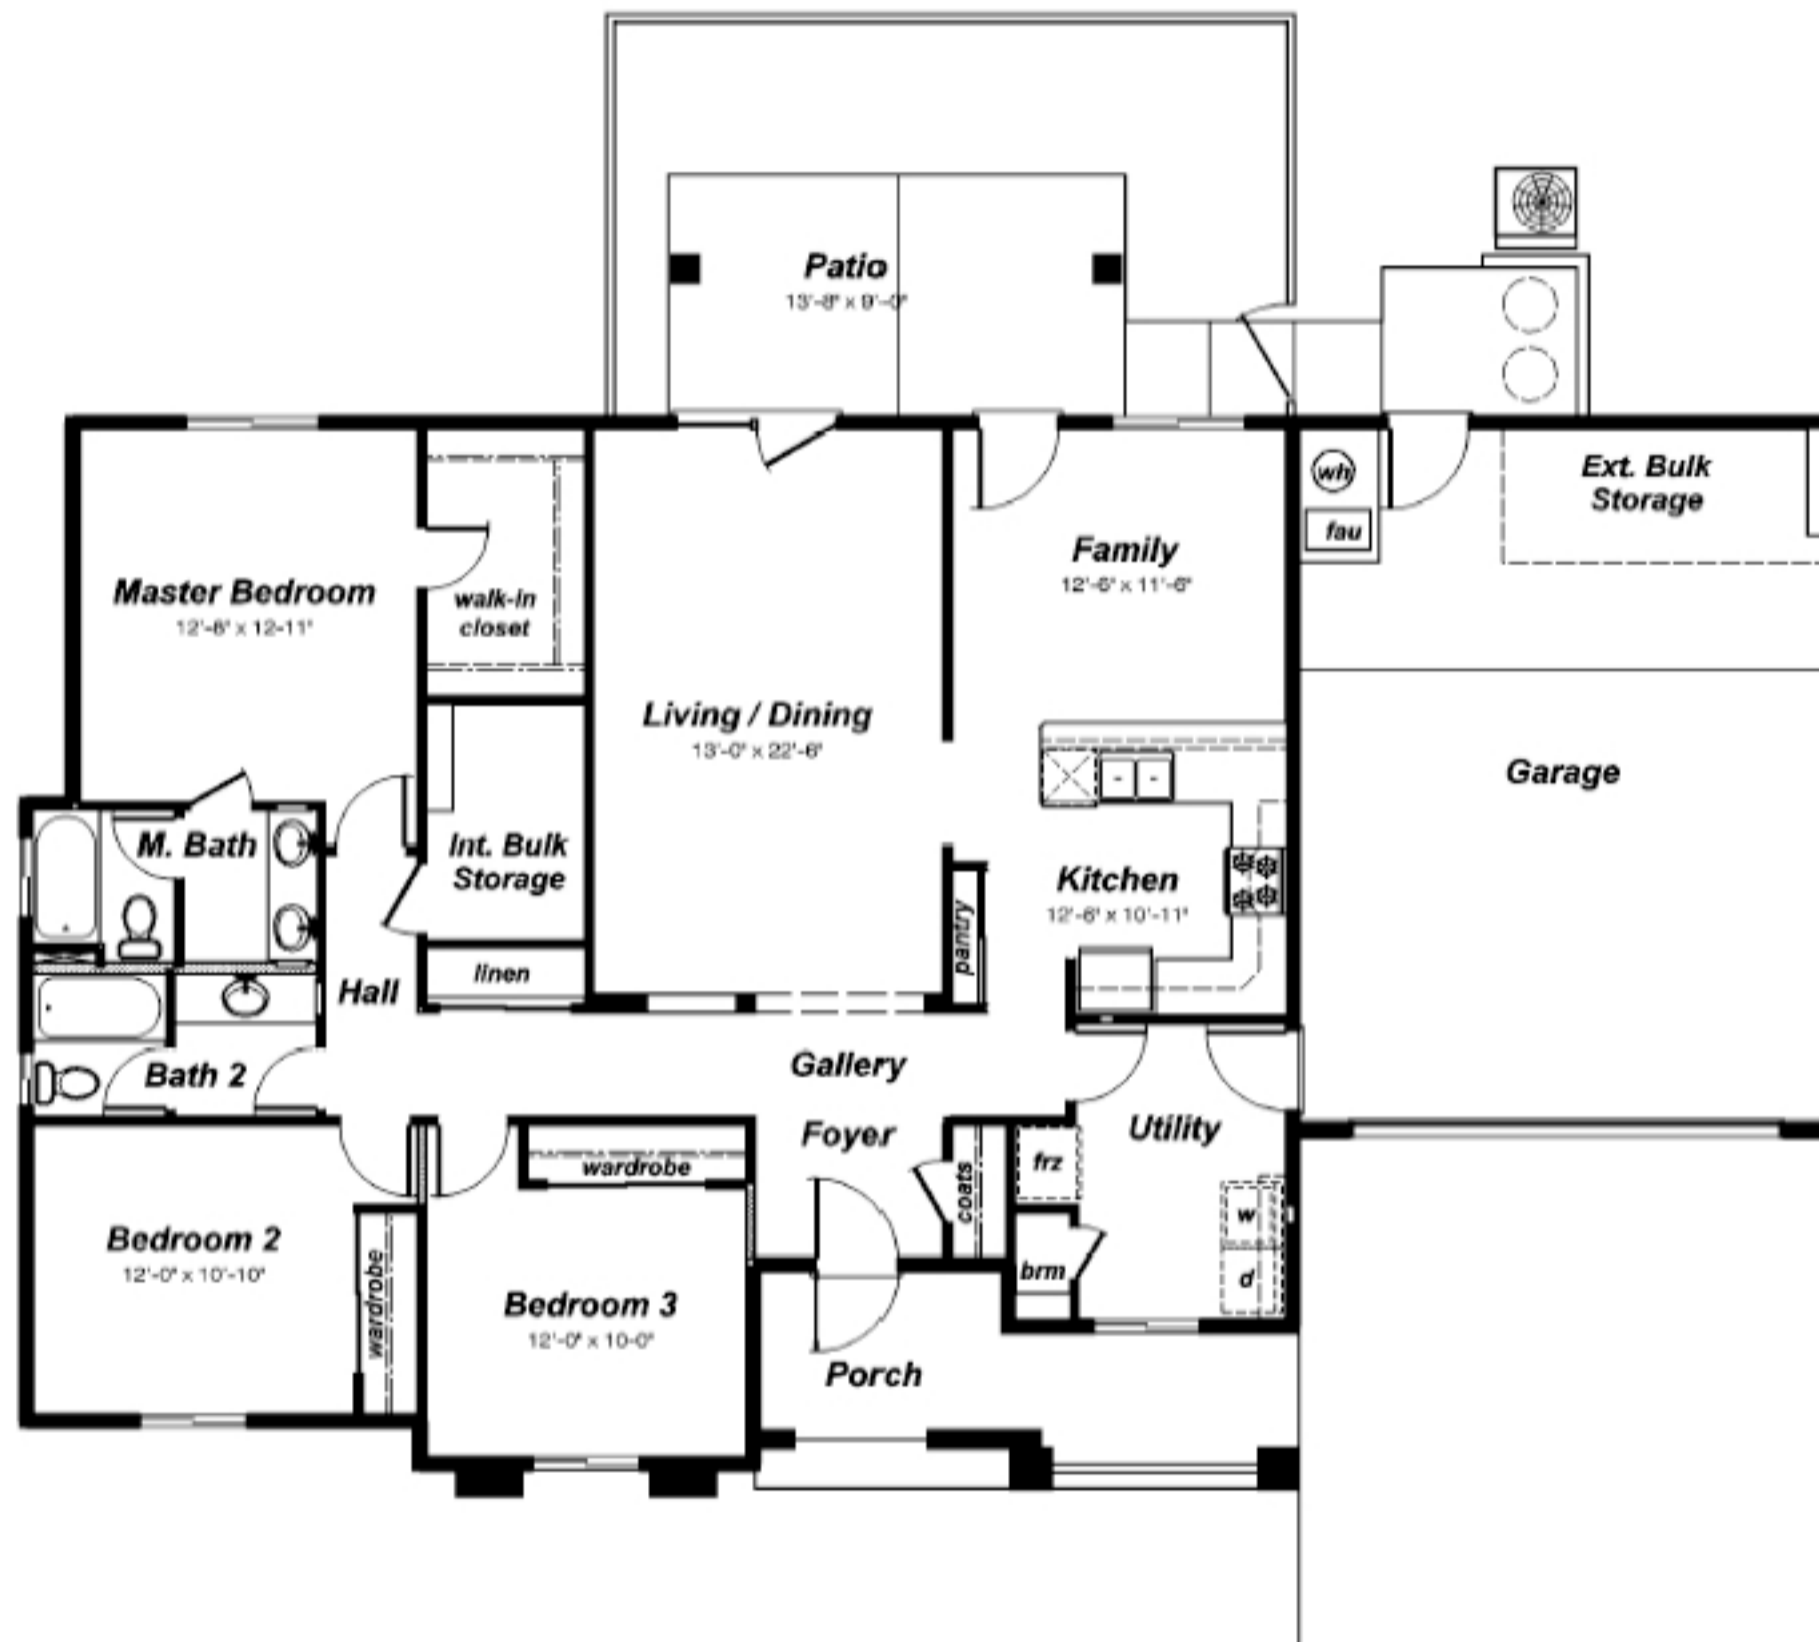 Patio
13'-8" x 9'-0"
Ext. Bulk
Storage
wh
fau
Family
12'-6" x 11'-6"
Master Bedroom
12'-6" x 12-11"
walk-in
closet
Living / Dining
13'-0" x 22'-6"
Garage
M. Bath
Int. Bulk
Storage
Kitchen
12'-6" x 10'-11"
pantry
linen
Hall
Gallery
Bath 2
Foyer
Utility
wardrobe
frz
coats
w
Bedroom 2
12'-0" x 10'-10"
wardrobe
brm
d
Bedroom 3
12'-0" x 10-0"
Porch